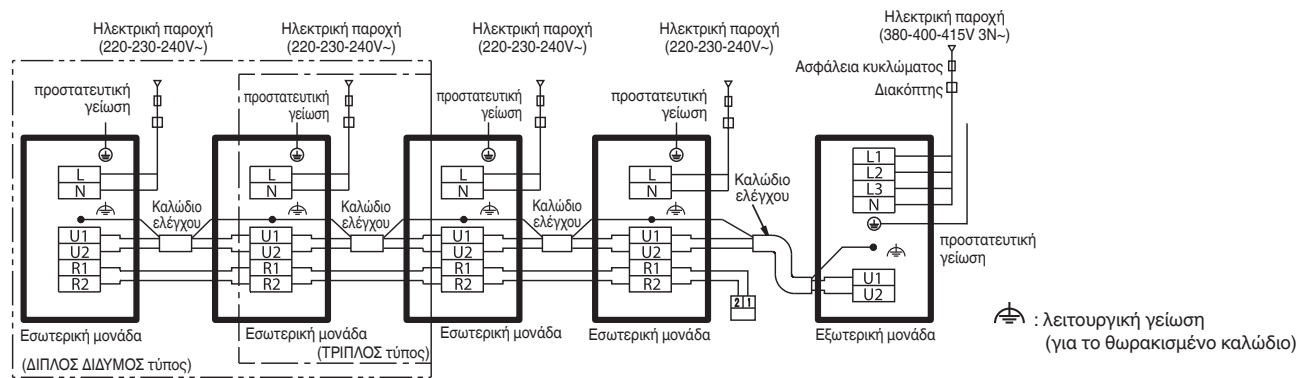 Ηλεκτρική παροχή
(220-230-240V~)
Ηλεκτρική παροχή
(220-230-240V~)
Ηλεκτρική παροχή
(220-230-240V~)
Ηλεκτρική παροχή
(220-230-240V~)
Ηλεκτρική παροχή
(380-400-415V 3N~)
Ασφάλεια κυκλώματος
Διακόπτης
προστατευτική
γείωση
προστατευτική
γείωση
προστατευτική
γείωση
προστατευτική
γείωση
L
N
L
N
L
N
L
N
L1
L2
L3
N
Καλώδιο
ελέγχου
Καλώδιο
ελέγχου
Καλώδιο
ελέγχου
Καλώδιο
ελέγχου
προστατευτική
γείωση
U1
U2
R1
R2
U1
U2
R1
R2
U1
U2
R1
R2
U1
U2
R1
R2
2 1
U1
U2
Εσωτερική μονάδα
Εσωτερική μονάδα
Εσωτερική μονάδα
Εσωτερική μονάδα
Εξωτερική μονάδα
(ΔΙΠΛΟΣ ΔΙΔΥΜΟΣ τύπος)
(ΤΡΙΠΛΟΣ τύπος)
: λειτουργική γείωση
(για το θωρακισμένο καλώδιο)